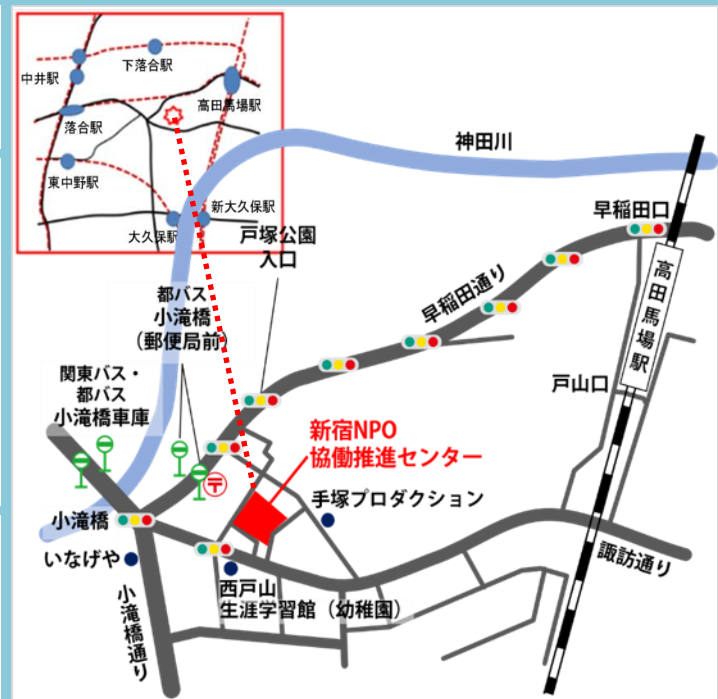 下落合駅
中井駅
高田馬場駅
落合駅
東中野駅
新大久保駅
大久保駅
神田川
早稲田口
戸塚公園
入口
都バス
小滝橋
（郵便局前）
早稲田通り
高田馬場駅
関東バス・
都バス
小滝橋車庫
戸山口
新宿NPO
協働推進センター
〒
手塚プロダクション
小滝橋
いなげや
諏訪通り
西戸山
生涯学習館（幼稚園）
小滝橋通り